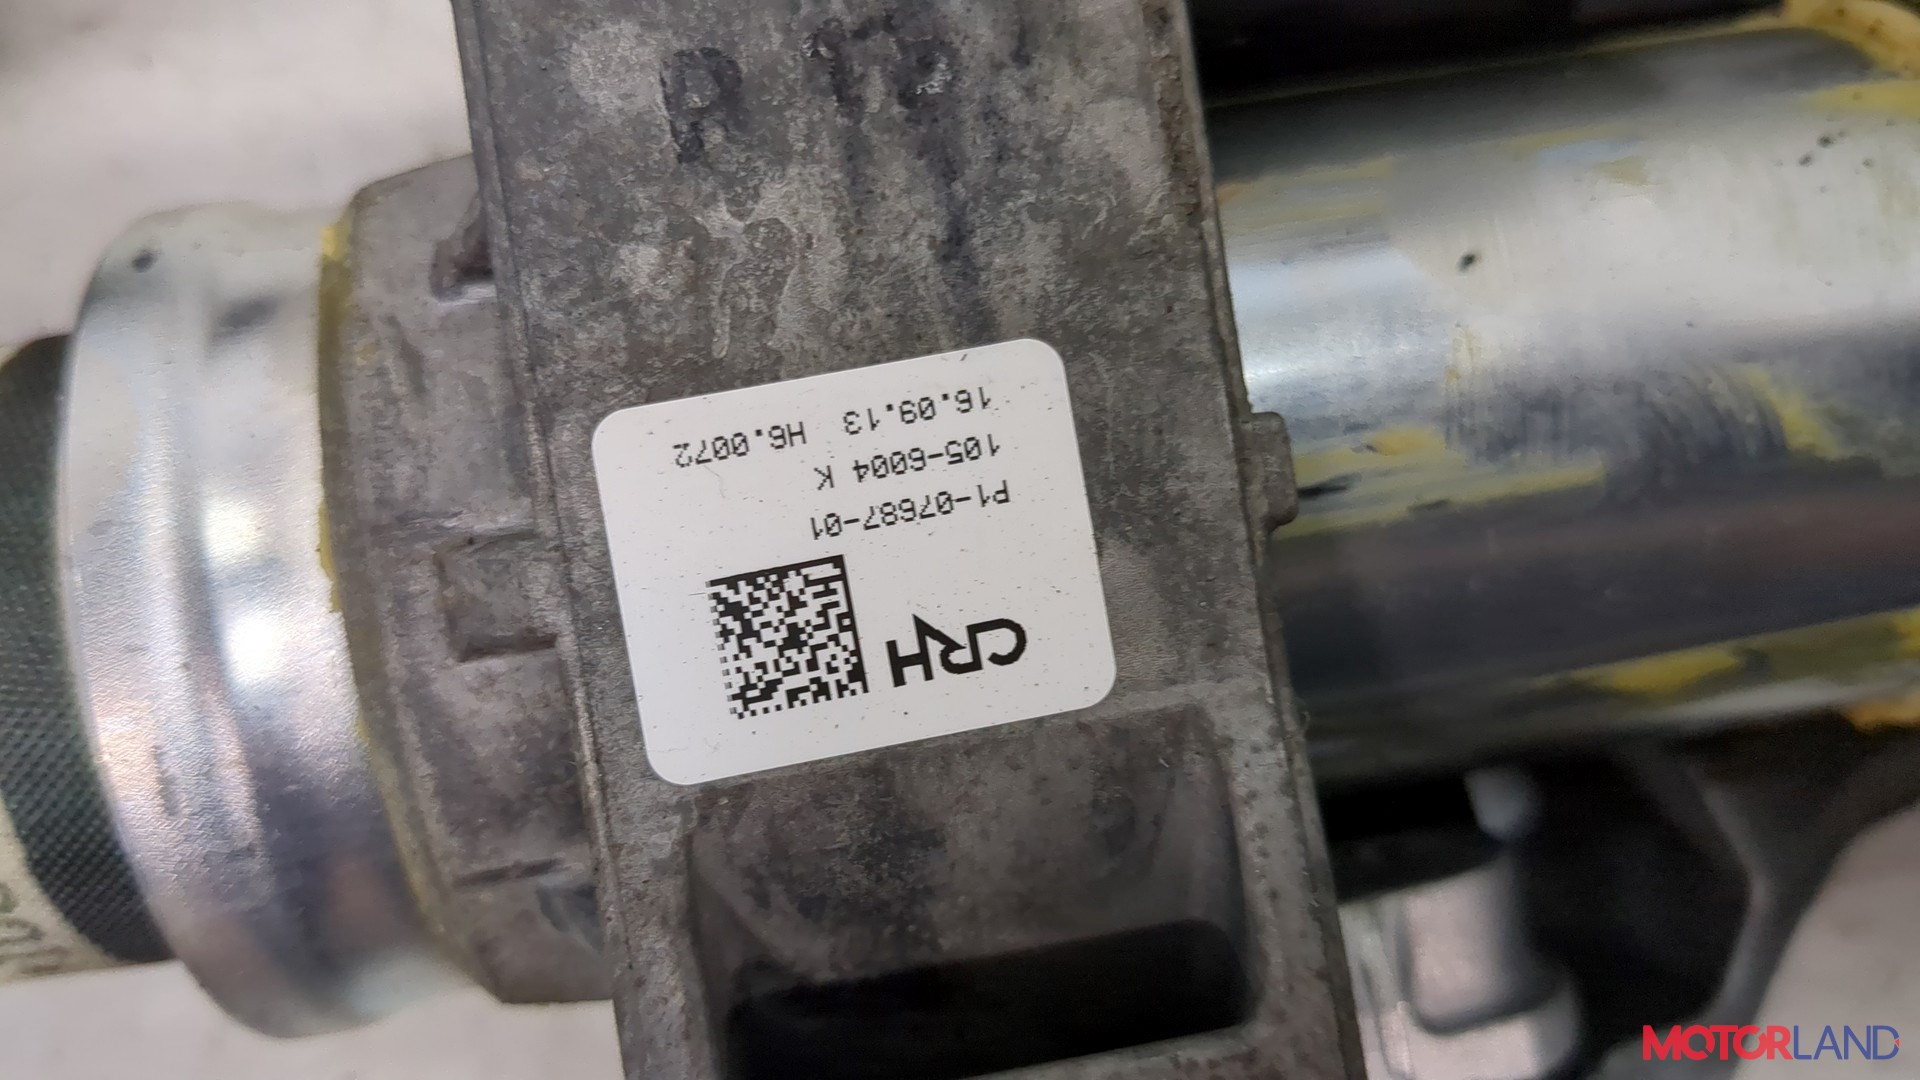 CRH
P1-07687-01
105-6004 K
16.09.13 H6.0072
MOTORLAND